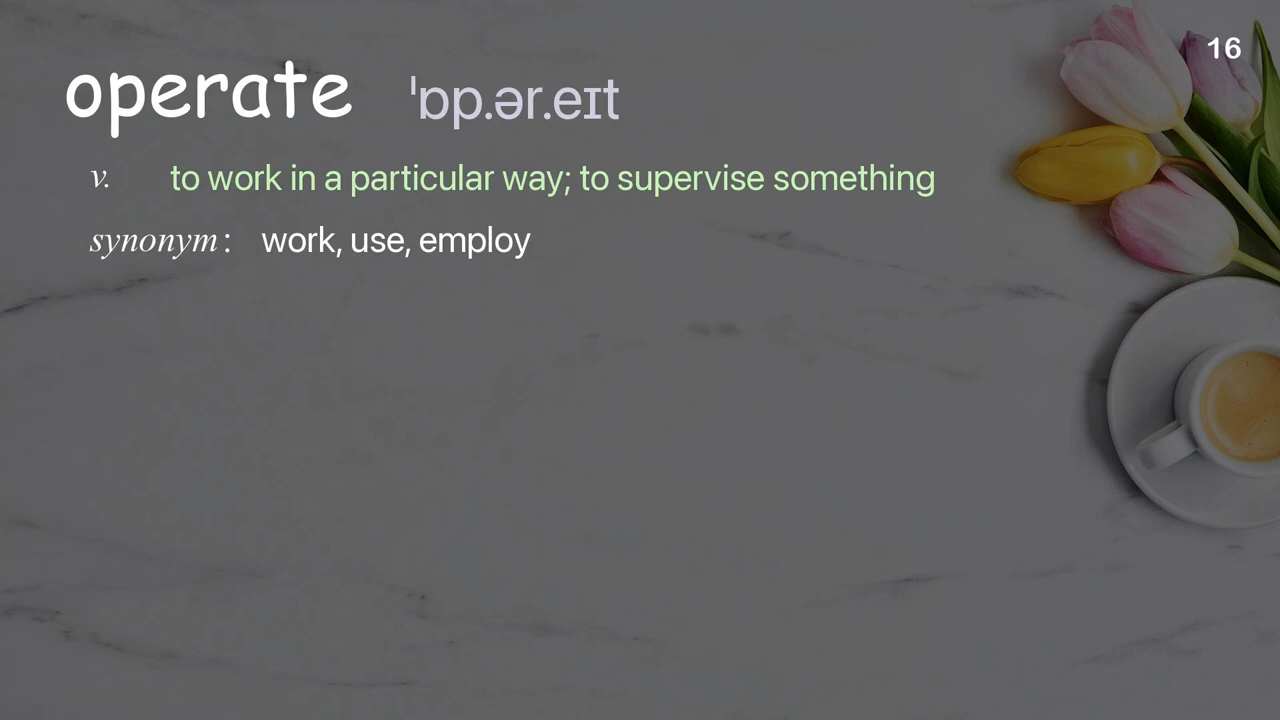 16
operate ˈɒp.ər.eɪt
v. to work in a particular way; to supervise something
synonym: work, use, employ